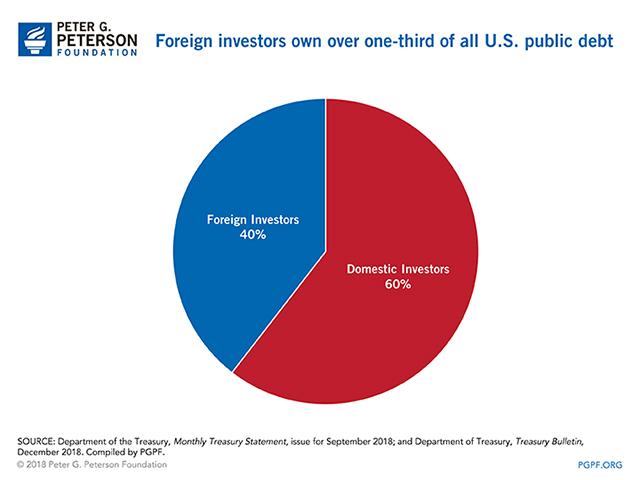 PETER G.
PETERSON
FOUNDATION
Foreign investors own over one-third of all U.S. public debt
Foreign Investors
40%
Domestic Investors
60%
SOURCE: Department of the Treasury, Monthly Treasury Statement, issue for September 2018; and Department of Treasury, Treasury Bulletin,
December 2018. Compiled by PGPF.
© 2018 Peter G. Peterson Foundation
PGPF.ORG